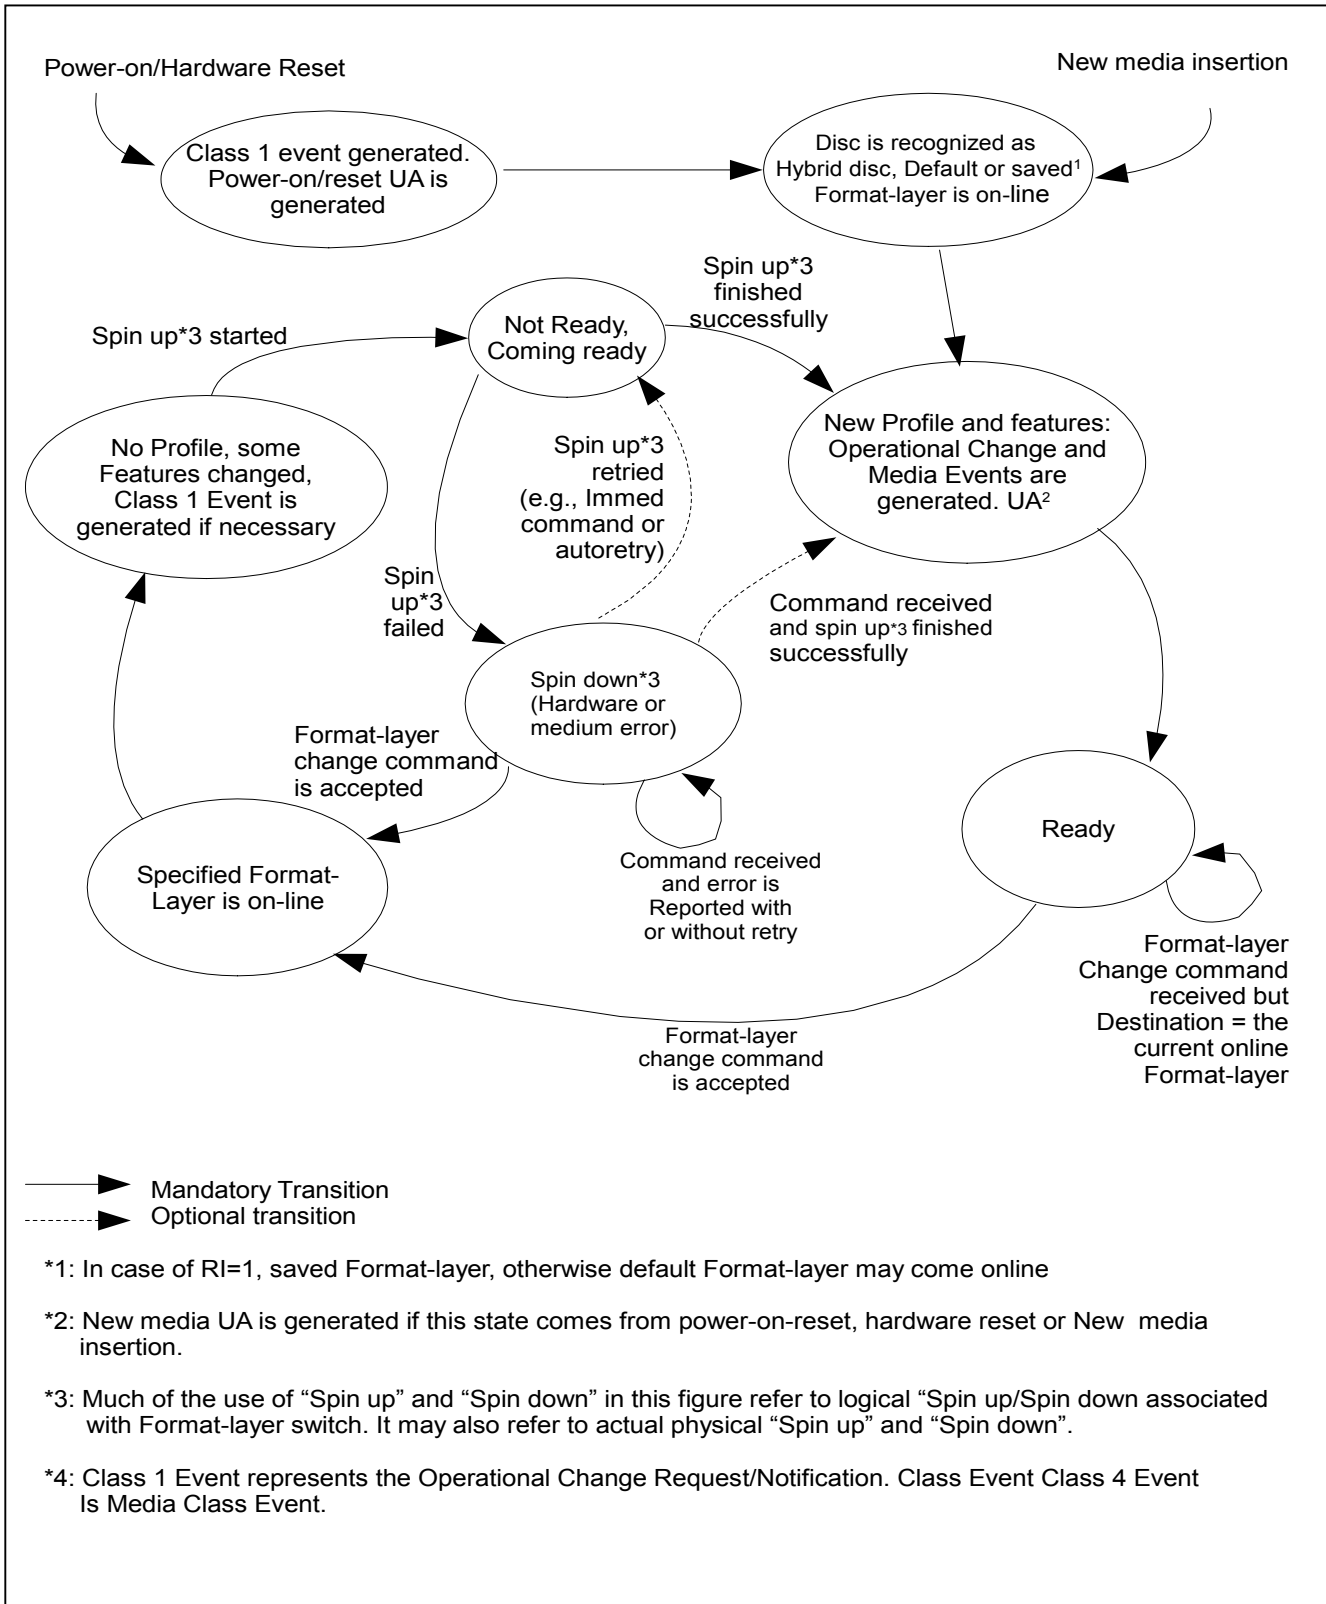 Power-on/Hardware Reset
New media insertion
Class 1 event generated.
Power-on/reset UA is
generated
Disc is recognized as
Hybrid disc, Default or saved¹
Format-layer is on-line
Spin up*3
finished
successfully
Spin up*3 started
Not Ready,
Coming ready
No Profile, some
Features changed,
Class 1 Event is
generated if necessary
Spin up*3
retried
(e.g., Immed
command or
autoretry)
New Profile and features:
Operational Change and
Media Events are
generated. UA²
Spin
up*3
failed
Command received
and spin up*3 finished
successfully
Spin down*3
(Hardware or
medium error)
Format-layer
change command
is accepted
Ready
Specified Format-
Layer is on-line
Command received
and error is
Reported with
or without retry
Format-layer
Change command
received but
Destination = the
current online
Format-layer
Format-layer
change command
is accepted
Mandatory Transition
Optional transition
*1: In case of RI=1, saved Format-layer, otherwise default Format-layer may come online
*2: New media UA is generated if this state comes from power-on-reset, hardware reset or New media
insertion.
*3: Much of the use of “Spin up” and “Spin down” in this figure refer to logical “Spin up/Spin down associated
with Format-layer switch. It may also refer to actual physical “Spin up” and “Spin down”.
*4: Class 1 Event represents the Operational Change Request/Notification. Class Event Class 4 Event
Is Media Class Event.